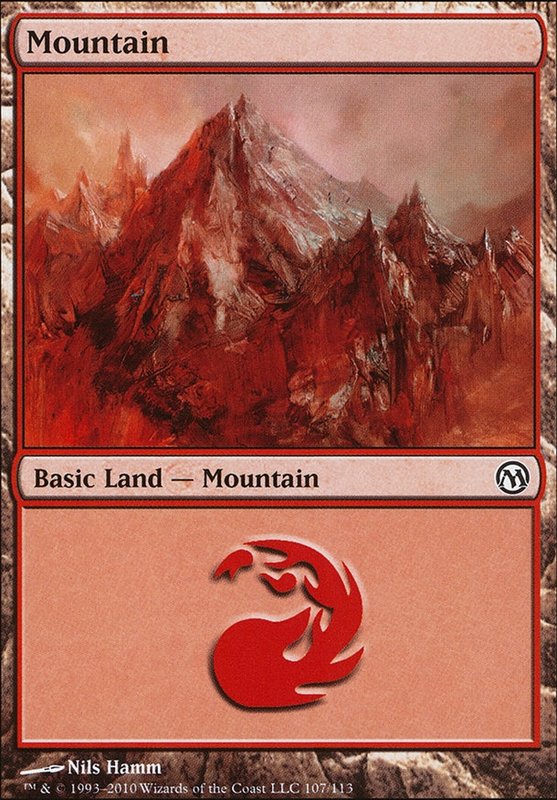 Mountain
Basic Land — Mountain
Nils Hamm
™ & © 1993–2010 Wizards of the Coast LLC 107/113